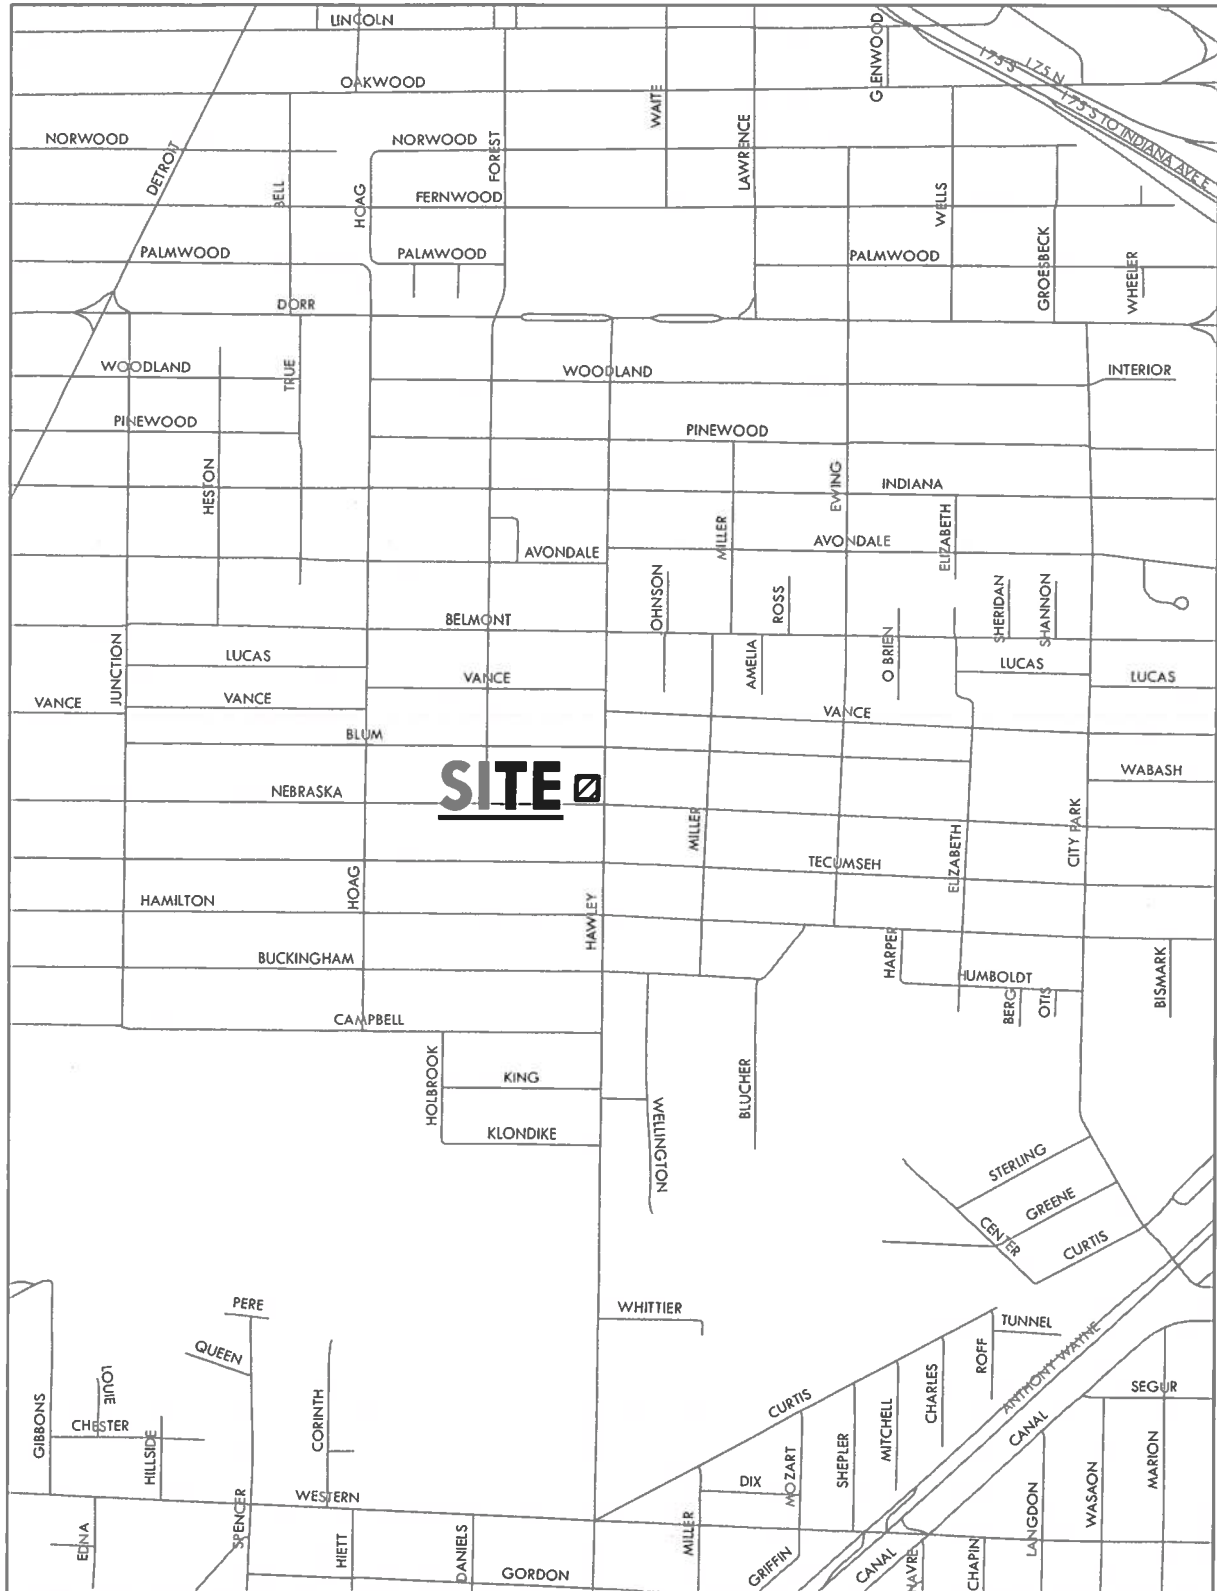 LINCOLN
GLENWOOD
I 75 S
I 75 N
OAKWOOD
WAITE
I 75 S TO INDIANA AVE E
NORWOOD
DETROIT
NORWOOD
FOREST
LAWRENCE
BELL
HOAG
FERNWOOD
WELLS
PALMWOOD
PALMWOOD
PALMWOOD
GROESBECK
WHEELER
DORR
WOODLAND
TRUE
WOODLAND
INTERIOR
PINEWOOD
PINEWOOD
HESTON
EWING
INDIANA
MILLER
AVONDALE
AVONDALE
ELIZABETH
OHNSON
ROSS
SHERIDAN
SHANNON
BELMONT
JUNCTION
LUCAS
AMELIA
O BRIEN
LUCAS
LUCAS
VANCE
VANCE
VANCE
VANCE
BLUM
SITE
NEBRASKA
WABASH
MILLER
ELIZABETH
CITY PARK
TECUMSEH
HAMILTON
HOAG
HAWLEY
BUCKINGHAM
HARPER
HUMBOLDT
BERG
OTIS
BISMARK
CAMPBELL
HOLBROOK
KING
KLONDIKE
WELLINGTON
BLUCHER
STERLING
GREENE
CENTER
CURTIS
PERE
WHITTIER
TUNNEL
QUEEN
ROFF
ANTHONY WAYNE
LOUIE
GIBBONS
CHESTER
HILLSIDE
CORINTH
CURTIS
CHARLES
SEGUR
MITCHELL
CANAL
SHEPLER
MOZART
DIX
MARION
WASAON
WESTERN
SPENCER
LANGDON
EDNA
HIETT
DANIELS
MILLER
GORDON
GRIFFIN
CANAL
HAVRE
CHAPIN